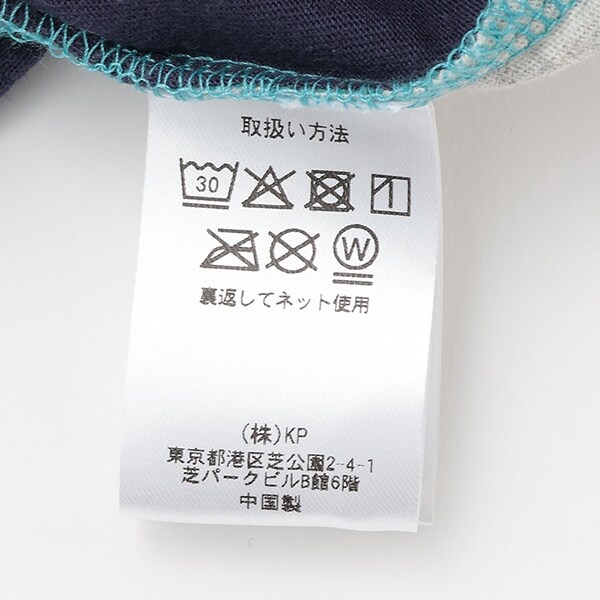 取扱い方法
30
W
裏返してネット使用
(株)KP
東京都港区芝公園2-4-1
芝パークビルB館6階
中国製